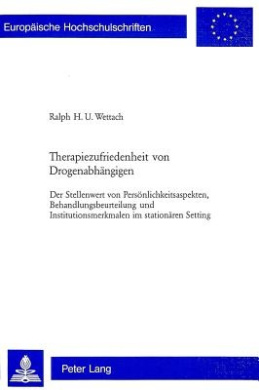 Europäische Hochschulschriften
Ralph H. U. Wettach
Therapiezufriedenheit von
Drogenabhängigen
Der Stellenwert von Persönlichkeitsaspekten,
Behandlungsbeurteilung und
Institutionsmerkmalen im stationären Setting
Peter Lang